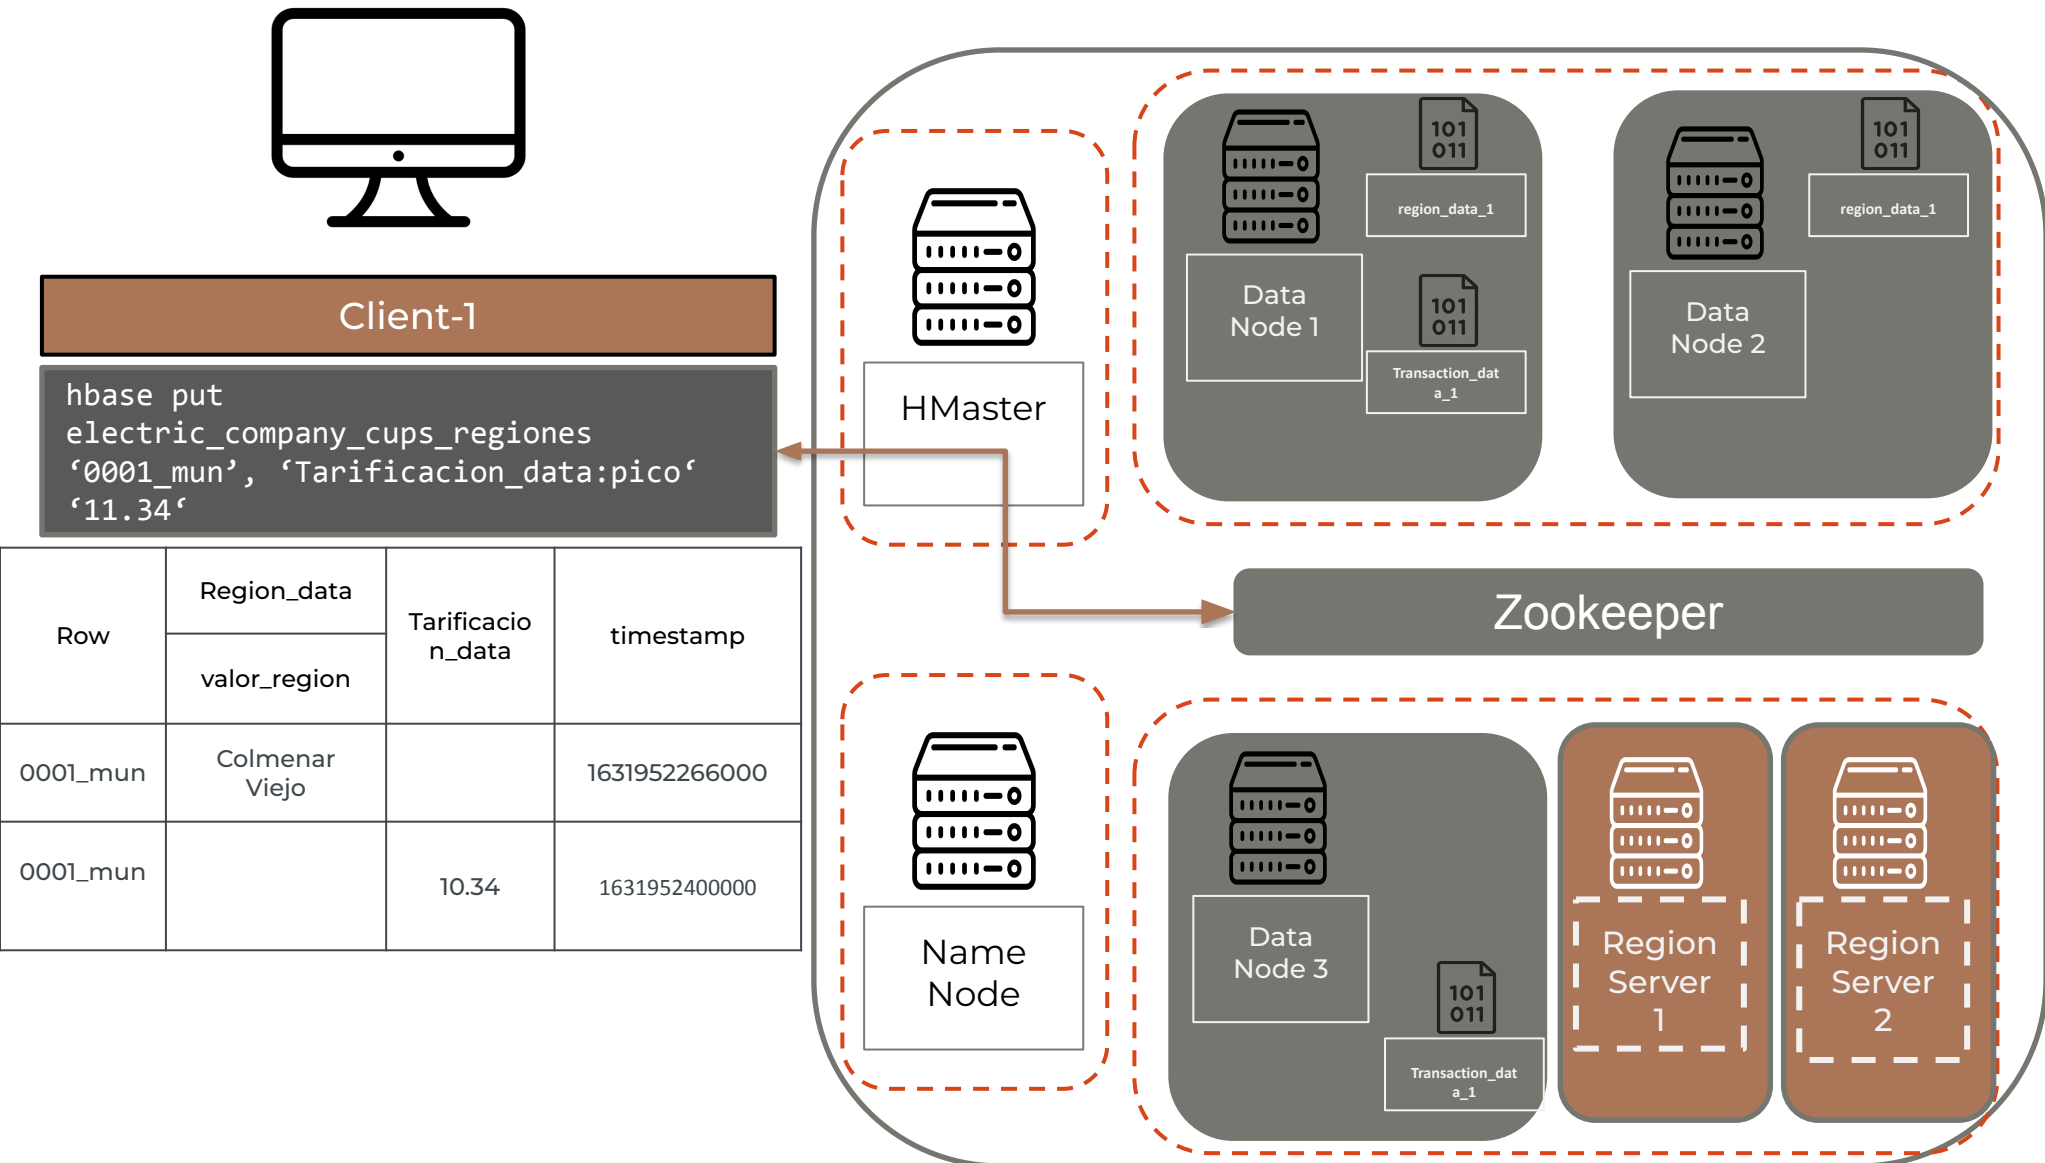 Client-1
hbase put
electric_company_cups_regiones
‘0001_mun’, ‘Tarificacion_data:pico‘
‘11.34‘
Row
Region_data
valor_region
Tarificacio
n_data
timestamp
0001_mun
Colmenar
Viejo
1631952266000
0001_mun
10.34
1631952400000
HMaster
Name
Node
Data
Node 1
101
011
region_data_1
101
011
Transaction_dat
a_1
Data
Node 2
101
011
region_data_1
Zookeeper
Data
Node 3
101
011
Transaction_dat
a_1
Region
Server
1
Region
Server
2